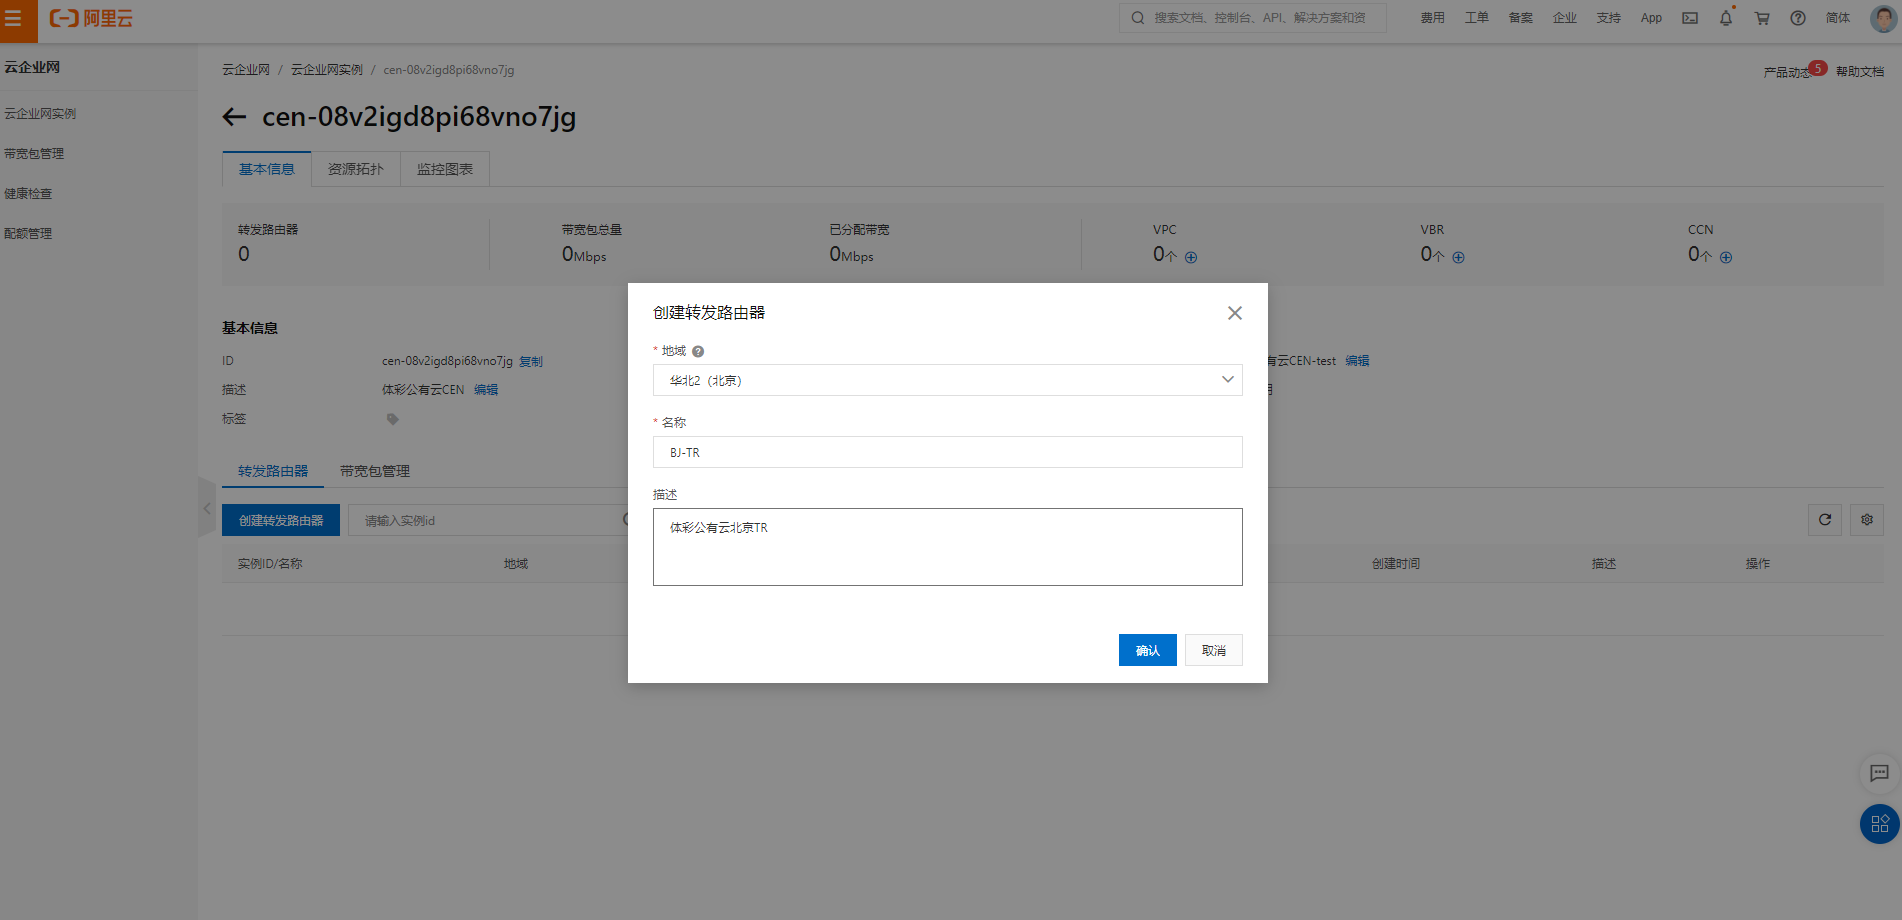 阿里云
搜索文档、控制台、API、解决方案和资
费用 工单 备案 企业 支持 App 简体
云企业网
云企业网实例
带宽包管理
健康检查
配额管理
云企业网 / 云企业网实例 / cen-08v2igd8pi68vno7jg
产品动态 5 帮助文档
cen-08v2igd8pi68vno7jg
基本信息 资源拓扑 监控图表
转发路由器 带宽包总量 已分配带宽 VPC VBR CCN
0 0Mbps 0Mbps 0个 0个 0个
基本信息
ID cen-08v2igd8pi68vno7jg 复制
有云CEN-test 编辑
描述 体彩公有云CEN 编辑
标签
转发路由器 带宽包管理
创建转发路由器 请输入实例id
实例ID/名称 地域 创建时间 描述 操作
创建转发路由器
* 地域
华北2（北京）
* 名称
BJ-TR
描述
体彩公有云北京TR
确认 取消